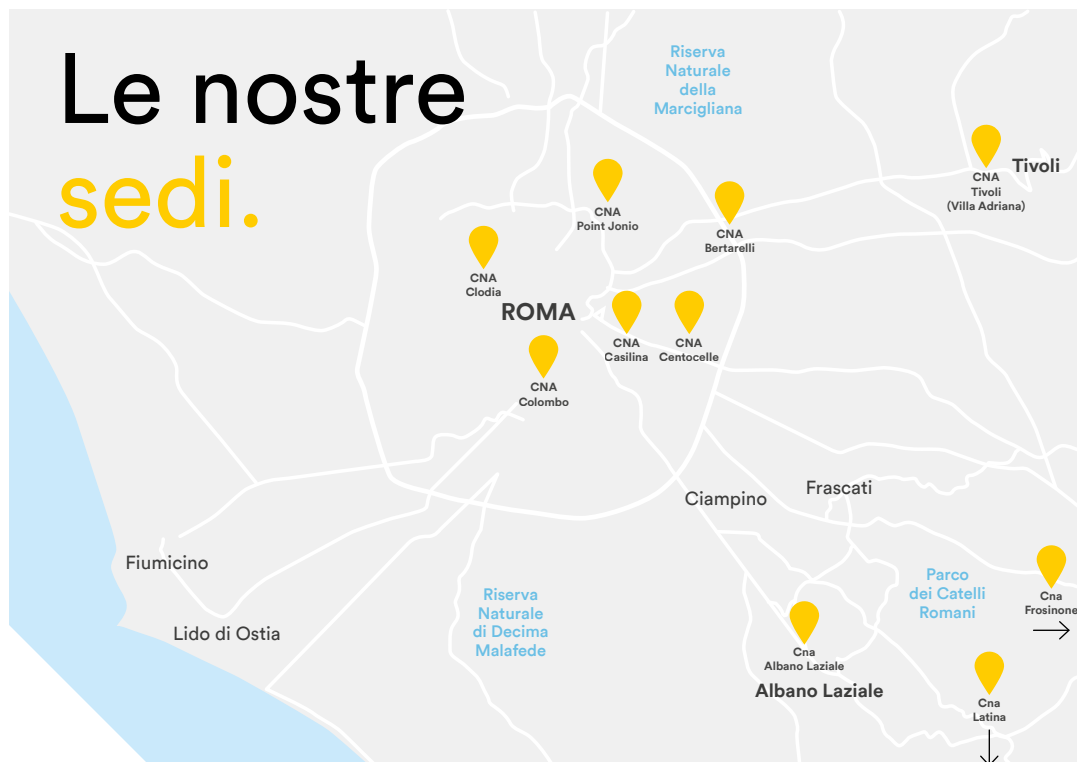 Le nostre
sedi.
Riserva
Naturale
della
Marcigliana
Tivoli
CNA
Tivoli
(Villa Adriana)
CNA
Point Jonio
CNA
Bertarelli
CNA
Clodia
ROMA
CNA
Casilina
CNA
Centocelle
CNA
Colombo
Frascati
Ciampino
Fiumicino
Lido di Ostia
Riserva
Naturale
di Decima
Malafede
Parco
dei Catelli
Romani
Cna
Frosinone
Cna
Albano Laziale
Albano Laziale
Cna
Latina